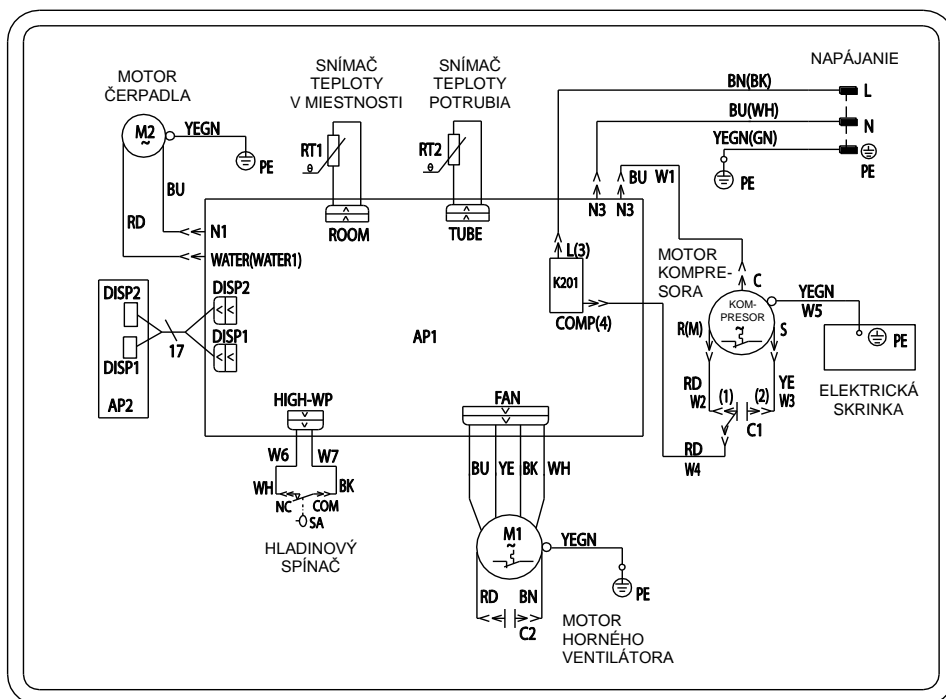 MOTOR
ČERPADLA
SNÍMAČ
TEPLOTY
V MIESTNOSTI
SNÍMAČ
TEPLOTY
POTRUBIA
NAPÁJANIE
BN(BK)
L
BU(WH)
N
YEGN(GN)
PE
PE
M2
~
YEGN
PE
RT1
θ
RT2
θ
BU
RD
BU W1
N1
ROOM
TUBE
N3
N3
WATER(WATER1)
L(3)
K201
COMP(4)
MOTOR
KOMPRE-
SORA
C
KOM-
PRESOR
~
YEGN
W5
R(M)
S
PE
ELEKTRICKÁ
SKRINKA
DISP2
DISP1
AP2
17
DISP2
DISP1
AP1
RD
W2
(1)
(2)
YE
W3
C1
RD
W4
HIGH-WP
FAN
W6
W7
WH
BK
NC
COM
SA
HLADINOVÝ
SPÍNAČ
BU
YE
BK
WH
M1
~
YEGN
PE
RD
BN
C2
MOTOR
HORNÉHO
VENTILÁTORA